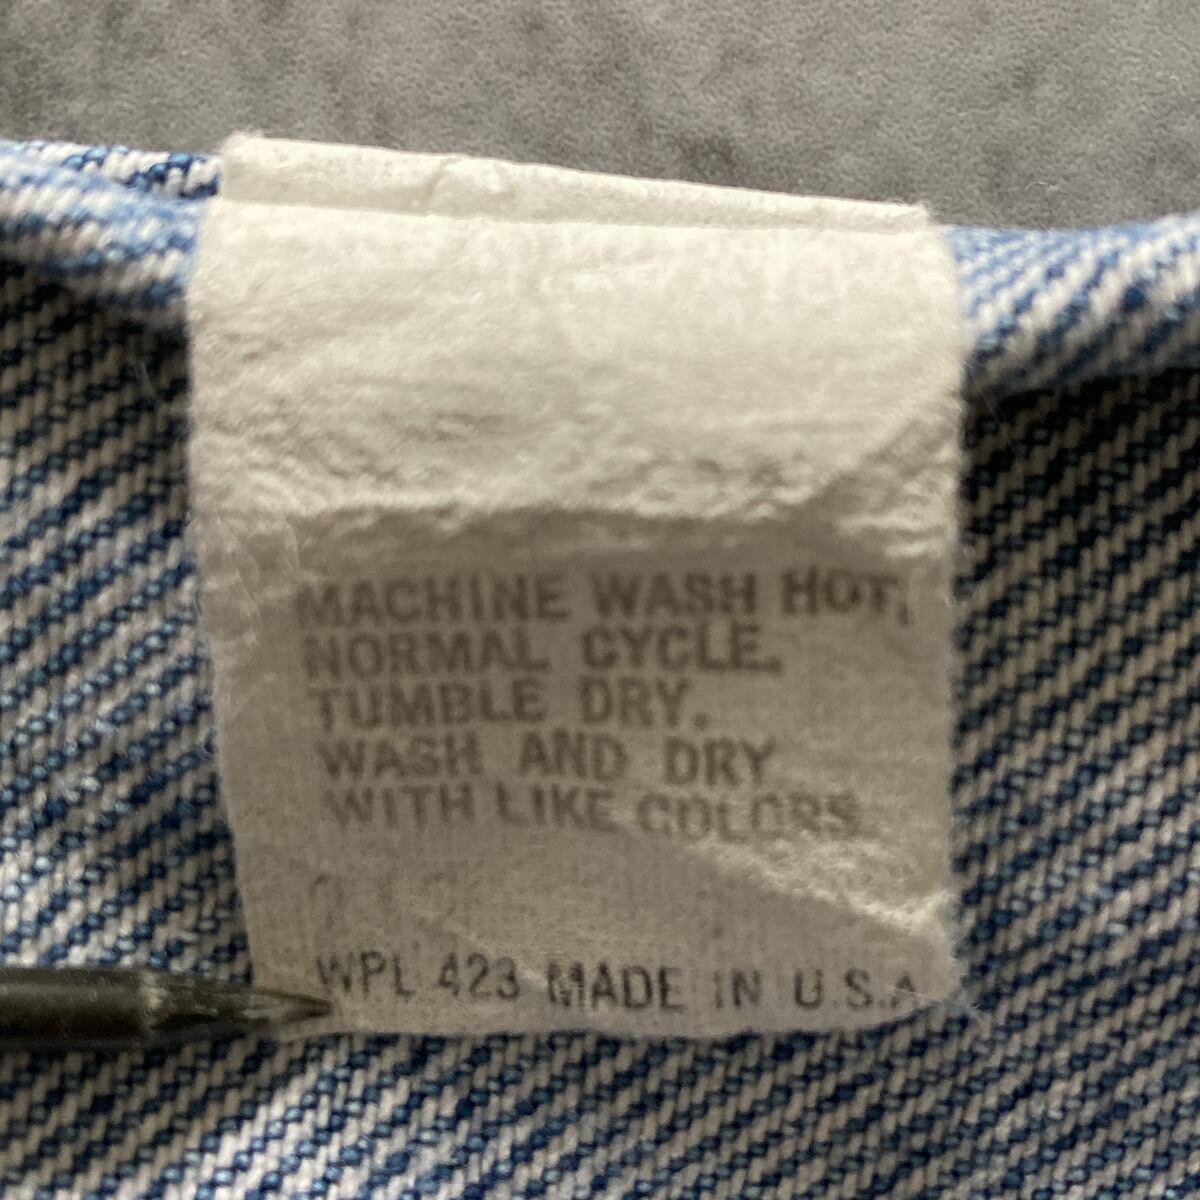 MACHINE WASH HOT,
NORMAL CYCLE.
TUMBLE DRY.
WASH AND DRY
WITH LIKE COLORS
WPL 423 MADE IN U.S.A